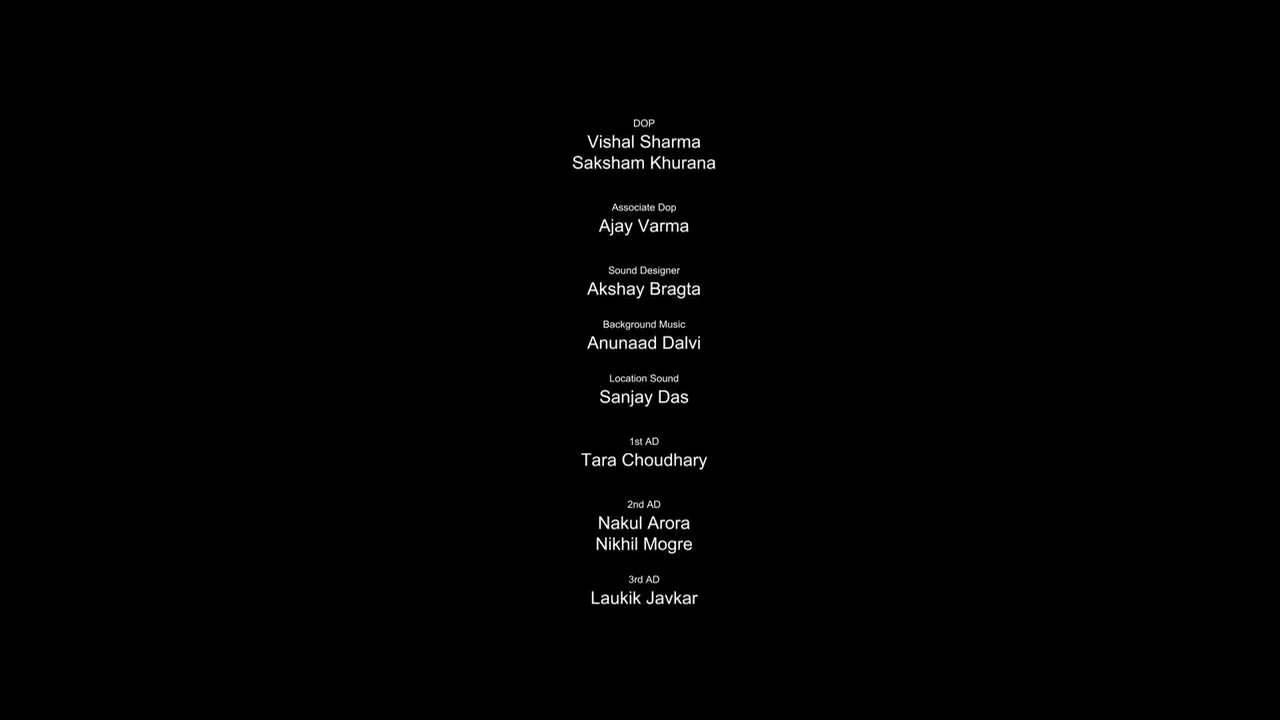 DOP
Vishal Sharma
Saksham Khurana
Associate Dop
Ajay Varma
Sound Designer
Akshay Bragta
Background Music
Anunaad Dalvi
Location Sound
Sanjay Das
1st AD
Tara Choudhary
2nd AD
Nakul Arora
Nikhil Mogre
3rd AD
Laukik Javkar